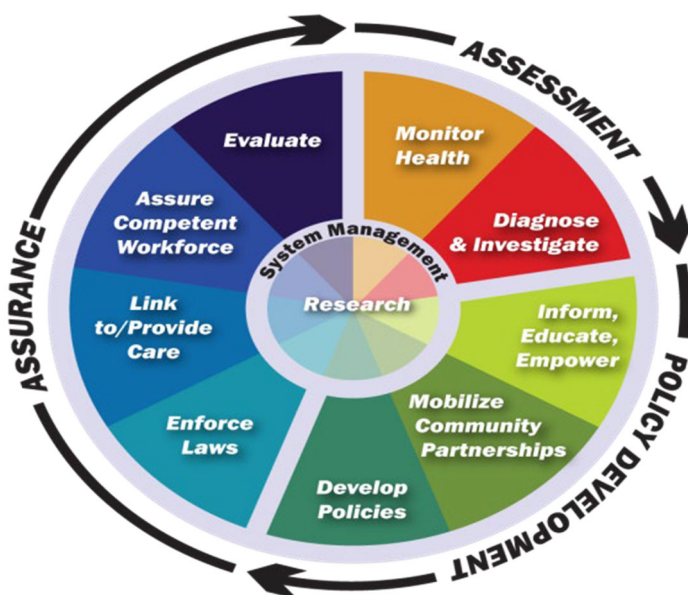 ASSESSMENT
Monitor
Health
Diagnose
& Investigate
POLICY DEVELOPMENT
Inform,
Educate,
Empower
Mobilize
Community
Partnerships
Develop
Policies
ASSURANCE
Enforce
Laws
Link
to/Provide
Care
Assure
Competent
Workforce
Evaluate
System Management
Research